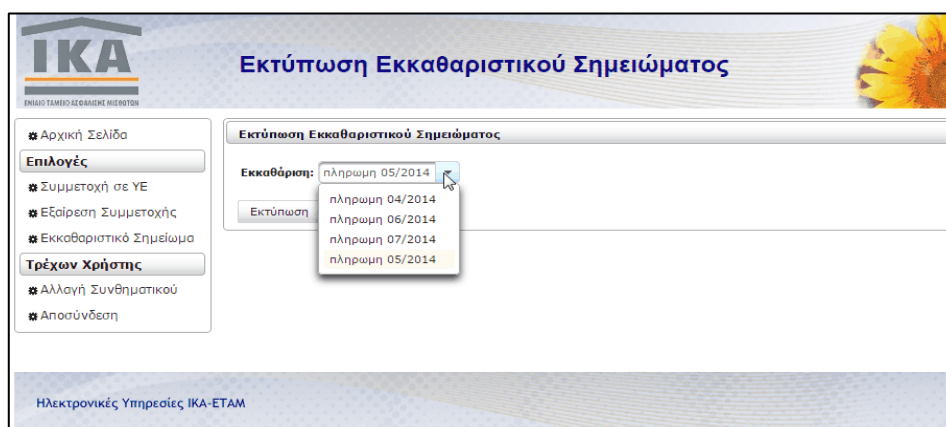 ΙΚΑ
ΕΝΙΑΙΟ ΤΑΜΕΙΟ ΑΣΦΑΛΙΣΗΣ ΜΙΣΘΩΤΩΝ
Εκτύπωση Εκκαθαριστικού Σημειώματος
Αρχική Σελίδα
Επιλογές
Συμμετοχή σε ΥΕ
Εξαίρεση Συμμετοχής
Εκκαθαριστικό Σημείωμα
Τρέχων Χρήστης
Αλλαγή Συνθηματικού
Αποσύνδεση
Εκτύπωση Εκκαθαριστικού Σημειώματος
Εκκαθάριση: πληρωμη 05/2014
πληρωμη 04/2014
πληρωμη 06/2014
πληρωμη 07/2014
πληρωμη 05/2014
Εκτύπωση
Ηλεκτρονικές Υπηρεσίες ΙΚΑ-ΕΤΑΜ